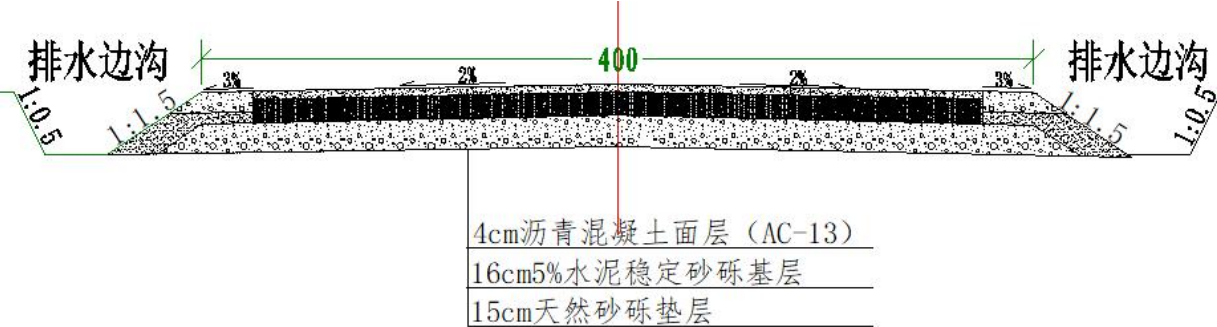 排水边沟
400
排水边沟
3%
2%
2%
3%
1:0.5
1:1.5
1:1.5
1:0.5
4cm沥青混凝土面层（AC-13）
16cm5%水泥稳定砂砾基层
15cm天然砂砾垫层